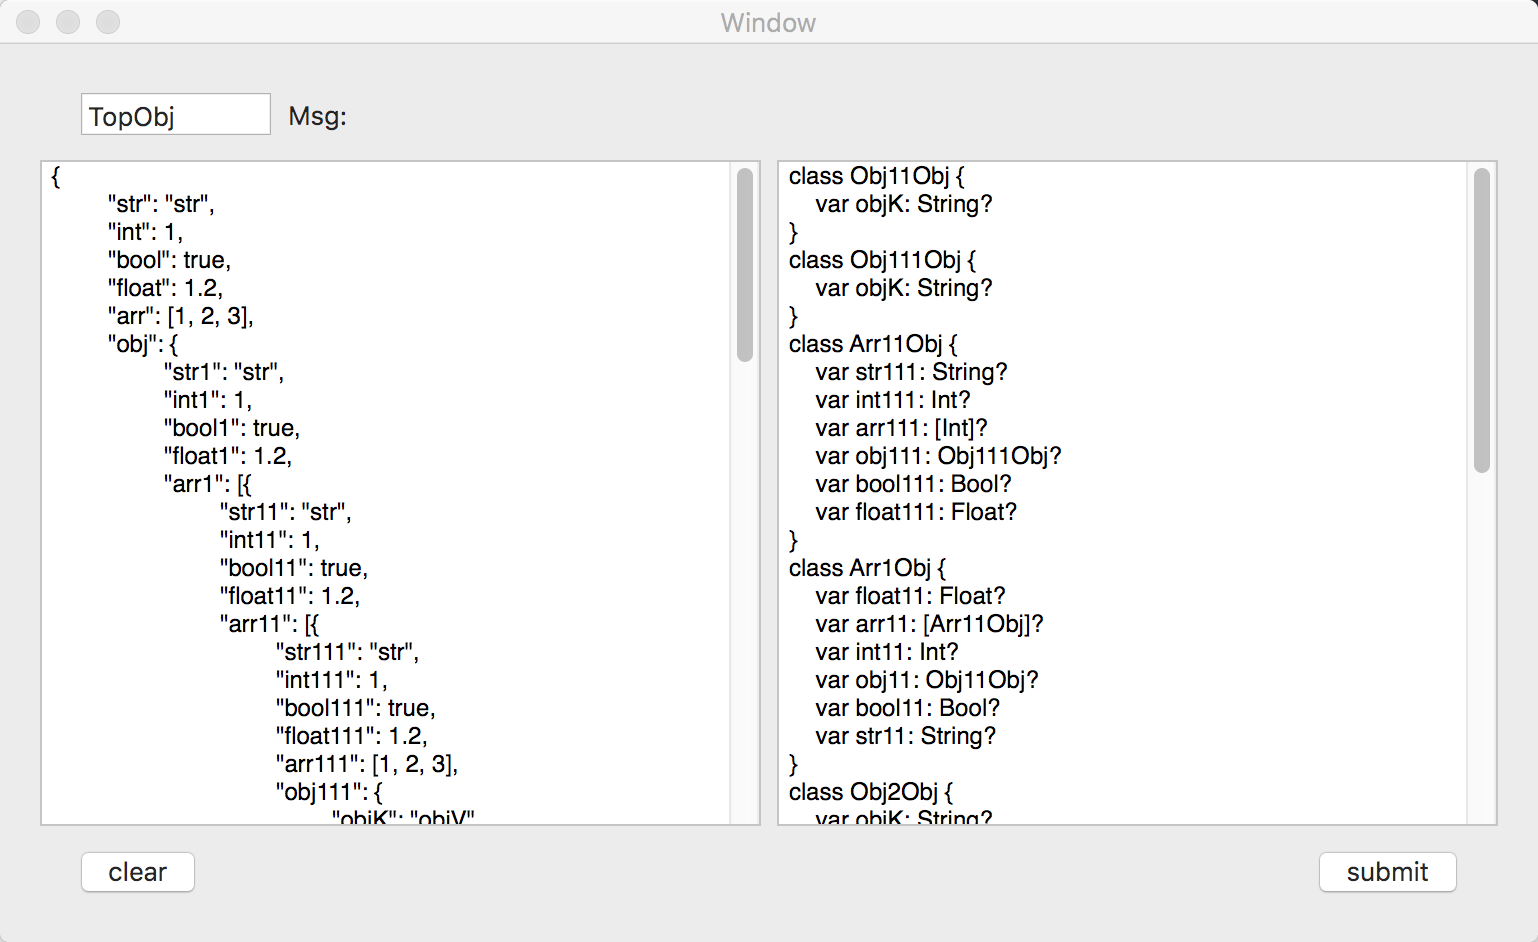 Window
TopObj
Msg:
{
"str": "str",
"int": 1,
"bool": true,
"float": 1.2,
"arr": [1, 2, 3],
"obj": {
"str1": "str",
"int1": 1,
"bool1": true,
"float1": 1.2,
"arr1": [{
"str11": "str",
"int11": 1,
"bool11": true,
"float11": 1.2,
"arr11": [{
"str111": "str",
"int111": 1,
"bool111": true,
"float111": 1.2,
"arr111": [1, 2, 3],
"obj111": {
"objK": "objV"
class Obj11Obj {
var objK: String?
}
class Obj111Obj {
var objK: String?
}
class Arr11Obj {
var str111: String?
var int111: Int?
var arr111: [Int]?
var obj111: Obj111Obj?
var bool111: Bool?
var float111: Float?
}
class Arr1Obj {
var float11: Float?
var arr11: [Arr11Obj]?
var int11: Int?
var obj11: Obj11Obj?
var bool11: Bool?
var str11: String?
}
class Obj2Obj {
var objK: String?
clear
submit